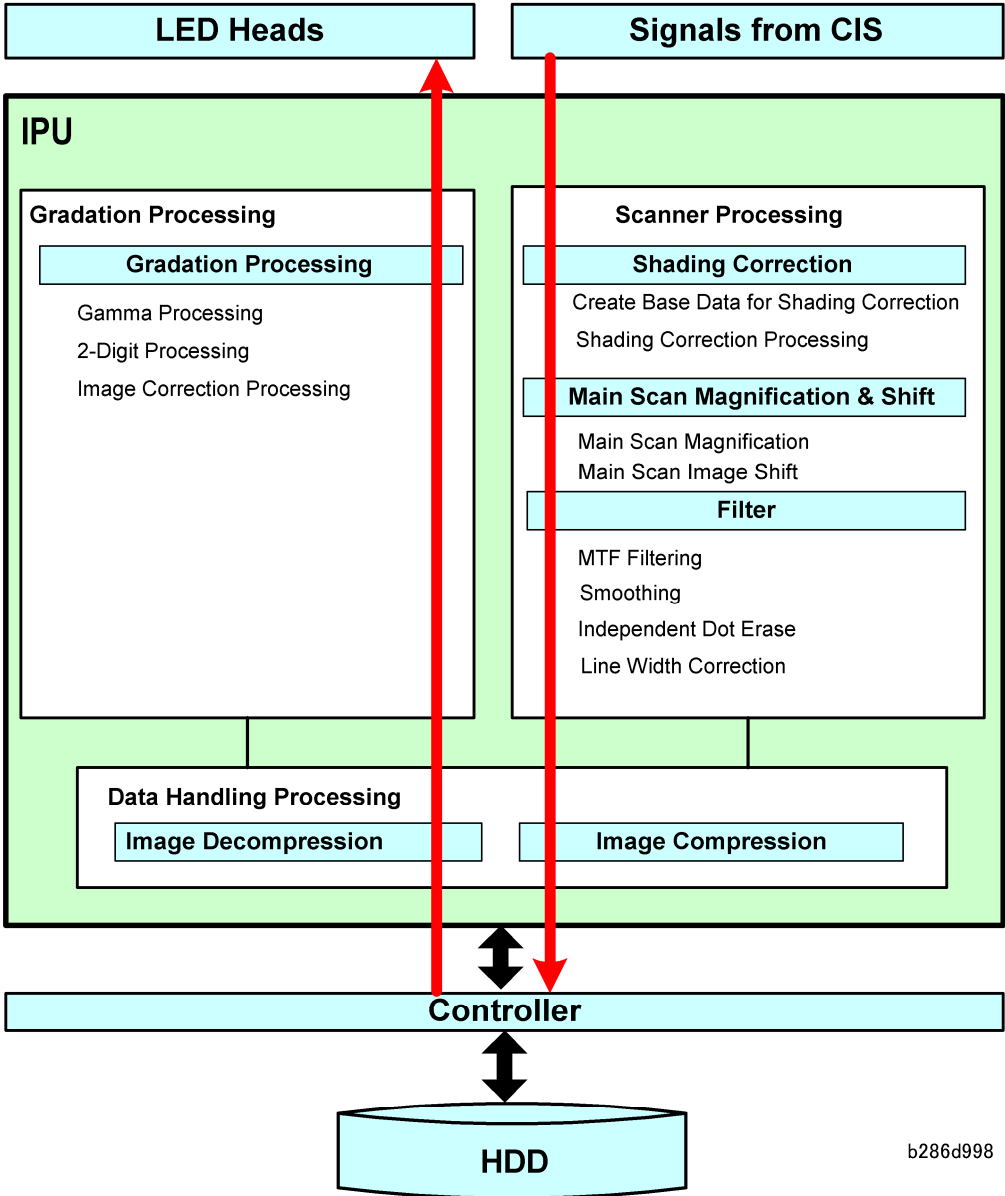 LED Heads
Signals from CIS
IPU
Gradation Processing
Gradation Processing
Gamma Processing
2-Digit Processing
Image Correction Processing
Scanner Processing
Shading Correction
Create Base Data for Shading Correction
Shading Correction Processing
Main Scan Magnification & Shift
Main Scan Magnification
Main Scan Image Shift
Filter
MTF Filtering
Smoothing
Independent Dot Erase
Line Width Correction
Data Handling Processing
Image Decompression
Image Compression
Controller
HDD
b286d998